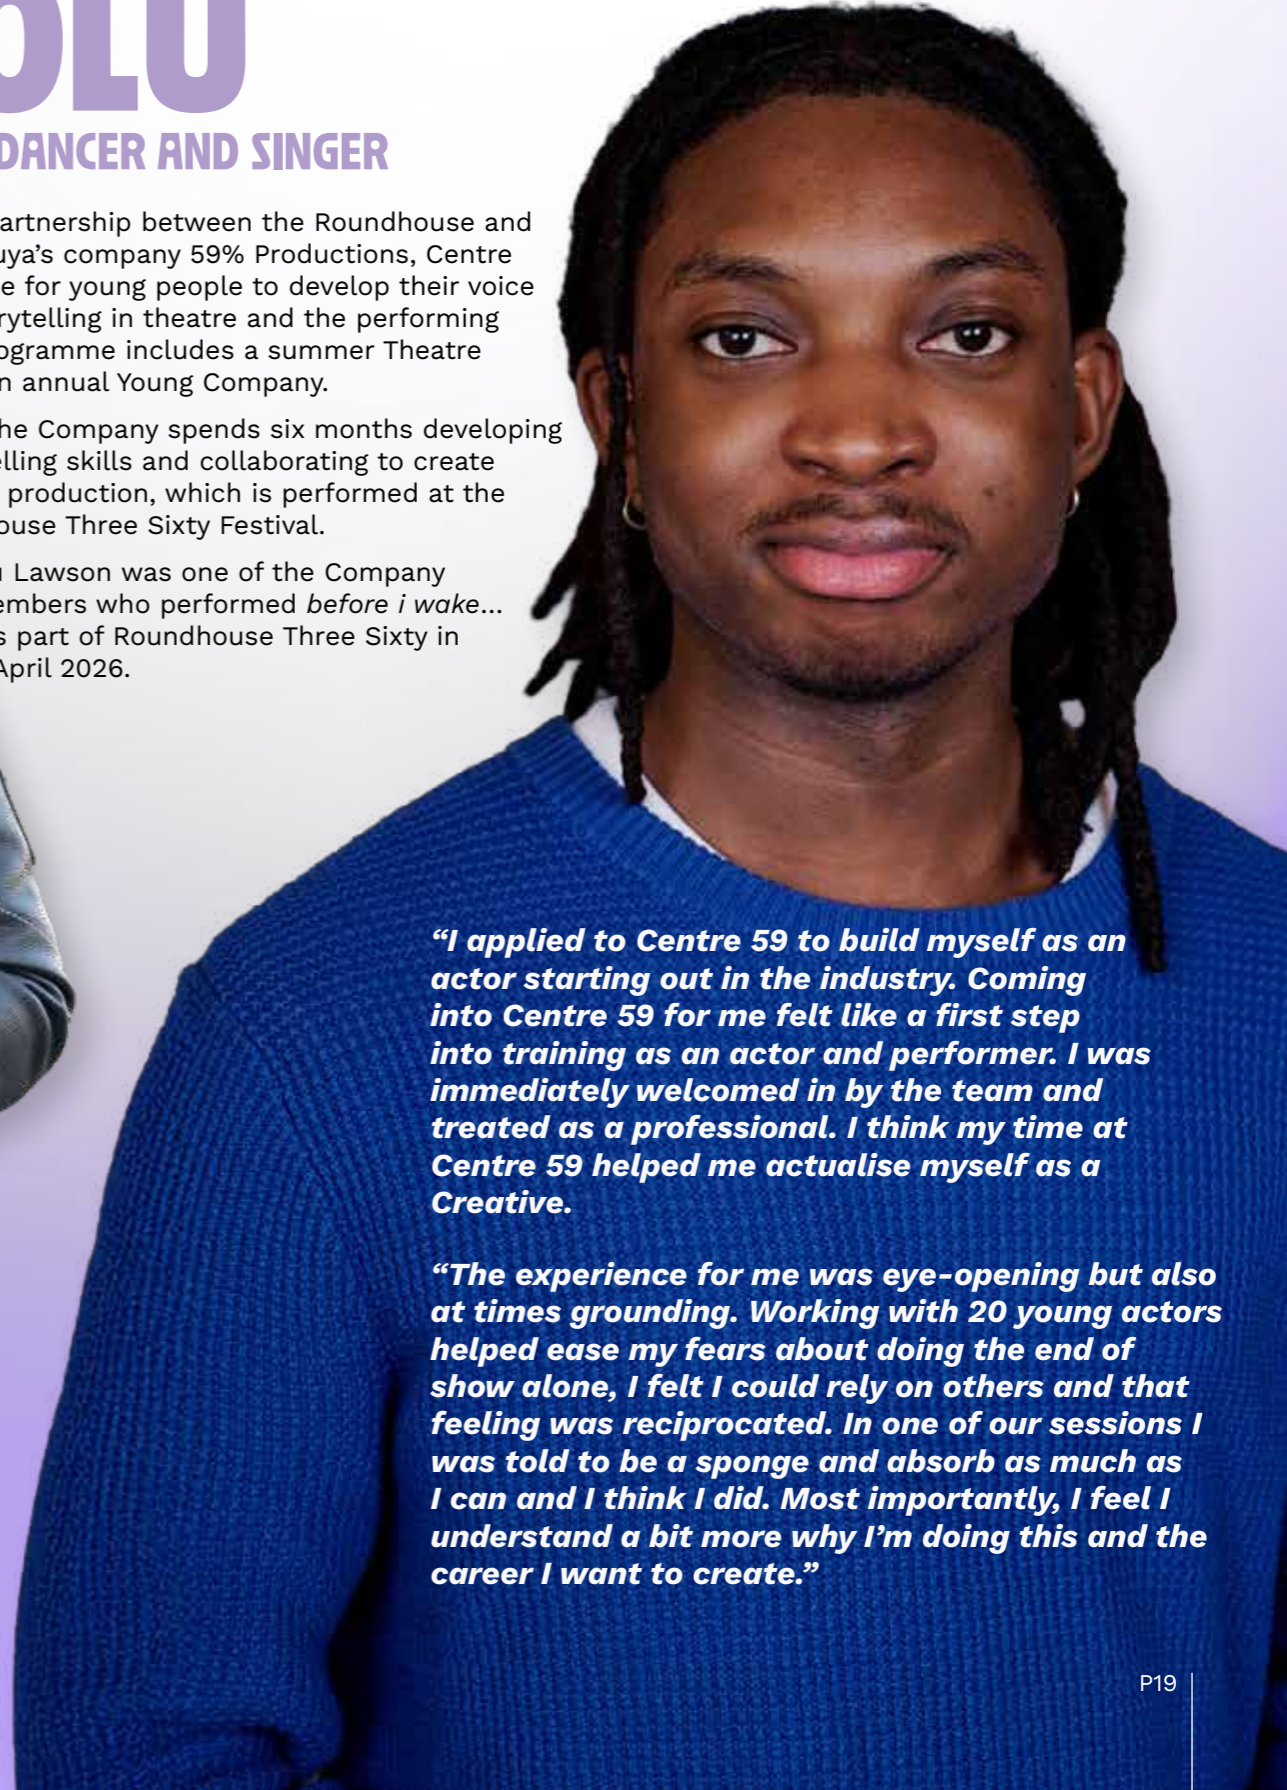 OLU
DANCER AND SINGER
artnership between the Roundhouse and
uya's company 59% Productions, Centre
e for young people to develop their voice
rytelling in theatre and the performing
ogramme includes a summer Theatre
n annual Young Company.
he Company spends six months developing
elling skills and collaborating to create
production, which is performed at the
ouse Three Sixty Festival.
u Lawson was one of the Company
embers who performed before i wake...
s part of Roundhouse Three Sixty in
April 2026.
“I applied to Centre 59 to build myself as an
actor starting out in the industry. Coming
into Centre 59 for me felt like a first step
into training as an actor and performer. I was
immediately welcomed in by the team and
treated as a professional. I think my time at
Centre 59 helped me actualise myself as a
Creative.
“The experience for me was eye-opening but also
at times grounding. Working with 20 young actors
helped ease my fears about doing the end of
show alone, I felt I could rely on others and that
feeling was reciprocated. In one of our sessions I
was told to be a sponge and absorb as much as
I can and I think I did. Most importantly, I feel I
understand a bit more why I’m doing this and the
career I want to create.”
P19